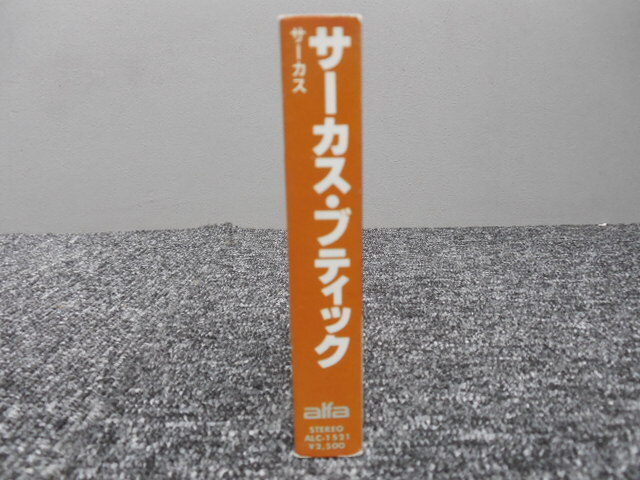 サーカス・ブティック
サーカス
alfa
STEREO
ALC-1521
¥2,500